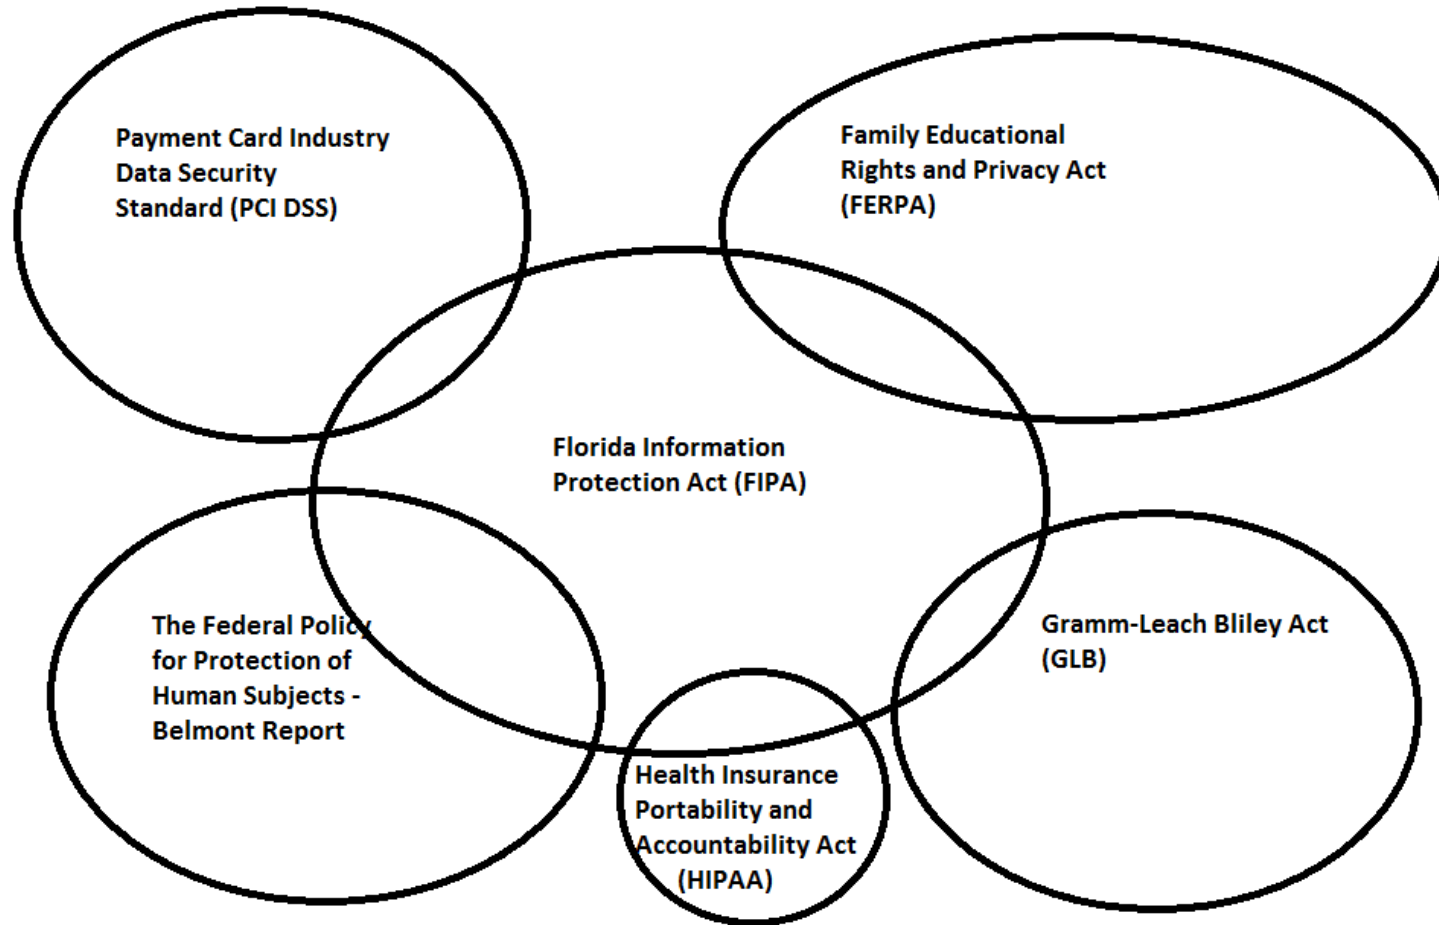 Payment Card Industry
Data Security
Standard (PCI DSS)
Family Educational
Rights and Privacy Act
(FERPA)
Florida Information
Protection Act (FIPA)
The Federal Policy
for Protection of
Human Subjects -
Belmont Report
Gramm-Leach Bliley Act
(GLB)
Health Insurance
Portability and
Accountability Act
(HIPAA)